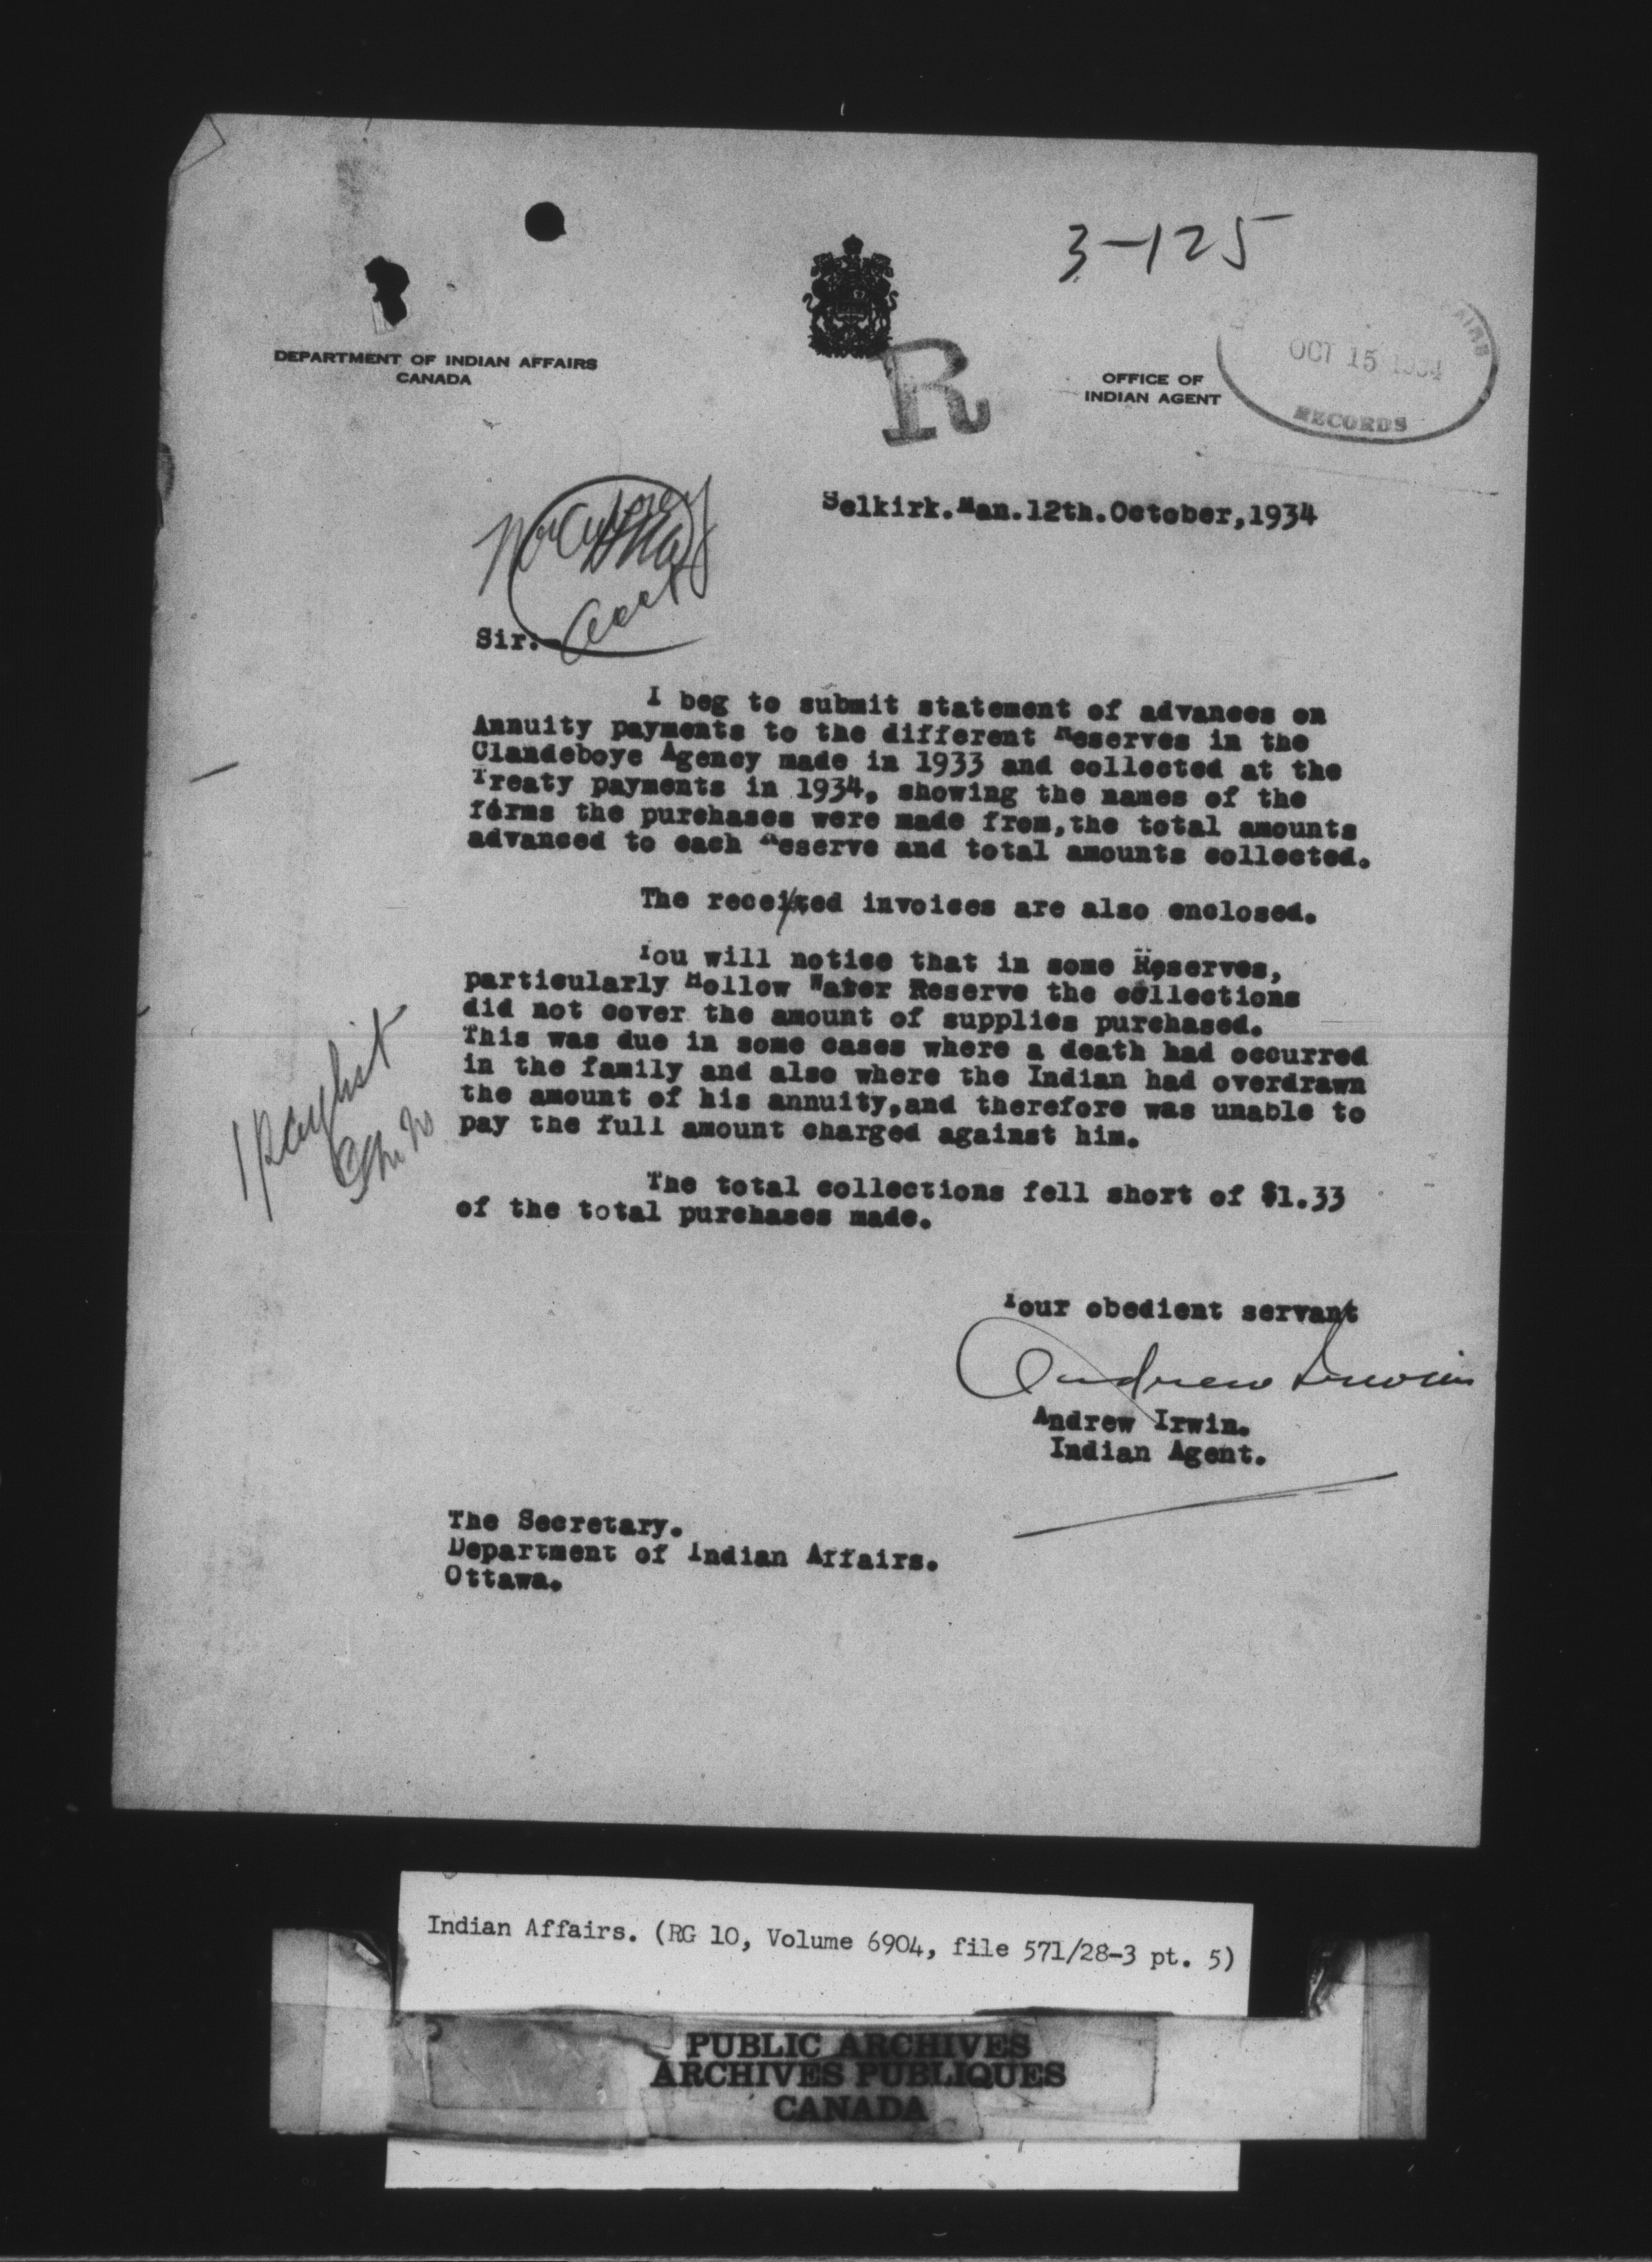 3-125
DEPARTMENT OF INDIAN AFFAIRS
CANADA
R
OFFICE OF
INDIAN AGENT
OCT 15 1934
RECORDS
Selkirk.Man.12th.October,1934
Sir:-
I beg to submit statement of advances on
Annuity payments to the different Reserves in the
Clandeboye Agency made in 1933 and collected at the
Treaty payments in 1934, showing the names of the
firms the purchases were made from,the total amounts
advanced to each Reserve and total amounts collected.
The receipted invoices are also enclosed.
You will notice that in some Reserves,
particularly Hollow Water Reserve the collections
did not cover the amount of supplies purchased.
This was due in some cases where a death had occurred
in the family and also where the Indian had overdrawn
the amount of his annuity,and therefore was unable to
pay the full amount charged against him.
1 paylist
The total collections fell short of $1.33
of the total purchases made.
Your obedient servant
Andrew Irwin
Andrew Irwin.
Indian Agent.
The Secretary.
Department of Indian Affairs.
Ottawa.
Indian Affairs. (RG 10, Volume 6904, file 571/28-3 pt. 5)
PUBLIC ARCHIVES
ARCHIVES PUBLIQUES
CANADA